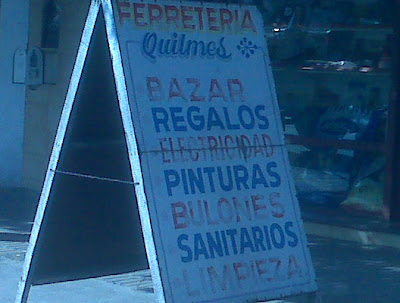 FERRETERIA
Quilmes
BAZAR
REGALOS
ELECTRICIDAD
PINTURAS
BULONES
SANITARIOS
LIMPIEZA